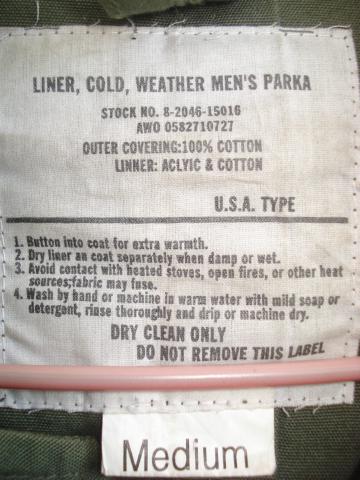 LINER, COLD, WEATHER MEN'S PARKA
STOCK NO. 8-2046-15016
AWO 0582710727
OUTER COVERING:100% COTTON
LINNER: ACLYIC & COTTON
U.S.A. TYPE
1. Button into coat for extra warmth.
2. Dry liner an coat separately when damp or wet.
3. Avoid contact with heated stoves, open fires, or other heat
sources;fabric may fuse.
4. Wash by hand or machine in warm water with mild soap or
detergent, rinse thoroughly and drip or machine dry.
DRY CLEAN ONLY
DO NOT REMOVE THIS LABEL
Medium